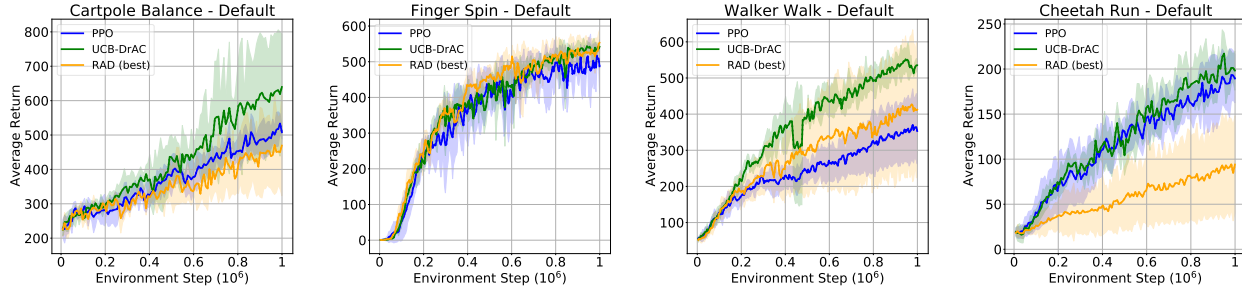 Cartpole Balance - Default
800
700
600
500
400
300
200
Average Return
PPO
UCB-DrAC
RAD (best)
0 0.2 0.4 0.6 0.8 1
Environment Step (10⁶)
Finger Spin - Default
600
500
400
300
200
100
0
Average Return
PPO
UCB-DrAC
RAD (best)
0 0.2 0.4 0.6 0.8 1
Environment Step (10⁶)
Walker Walk - Default
600
500
400
300
200
100
Average Return
PPO
UCB-DrAC
RAD (best)
0 0.2 0.4 0.6 0.8 1
Environment Step (10⁶)
Cheetah Run - Default
250
200
150
100
50
0
Average Return
PPO
UCB-DrAC
RAD (best)
0 0.2 0.4 0.6 0.8 1
Environment Step (10⁶)